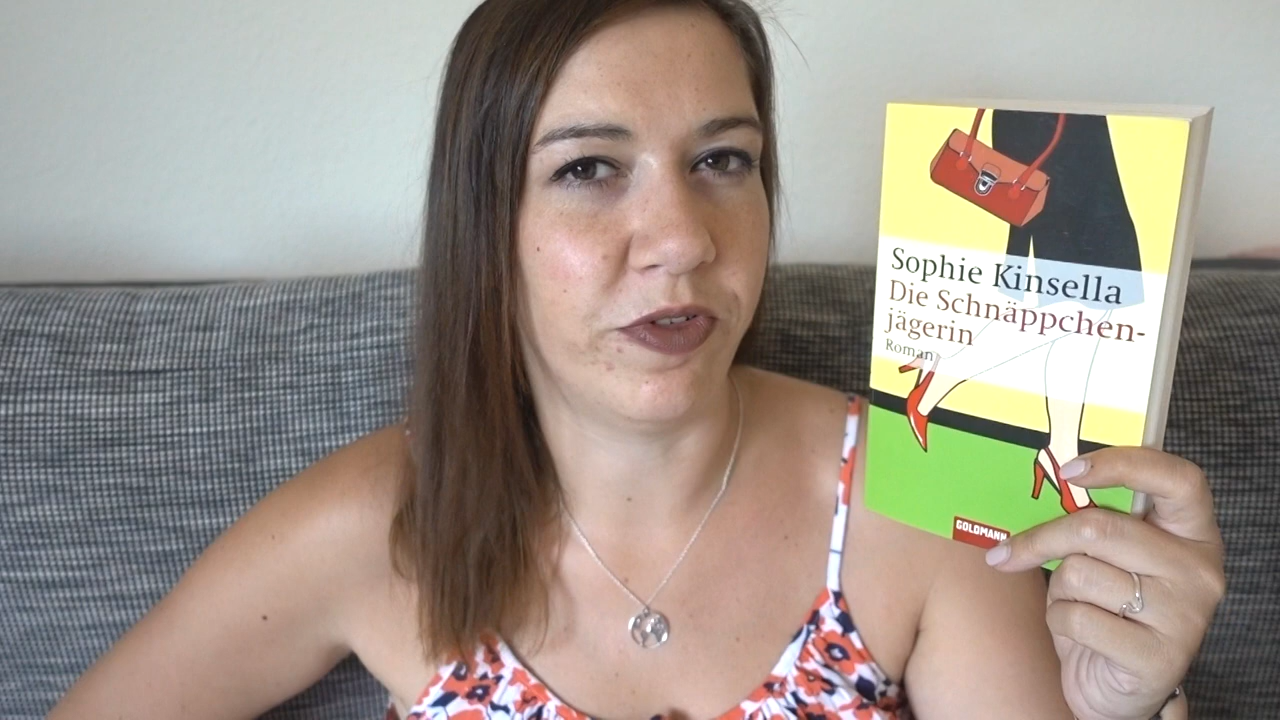 Sophie Kinsella
Die Schnäppchen-
jägerin
Roman
GOLDMANN